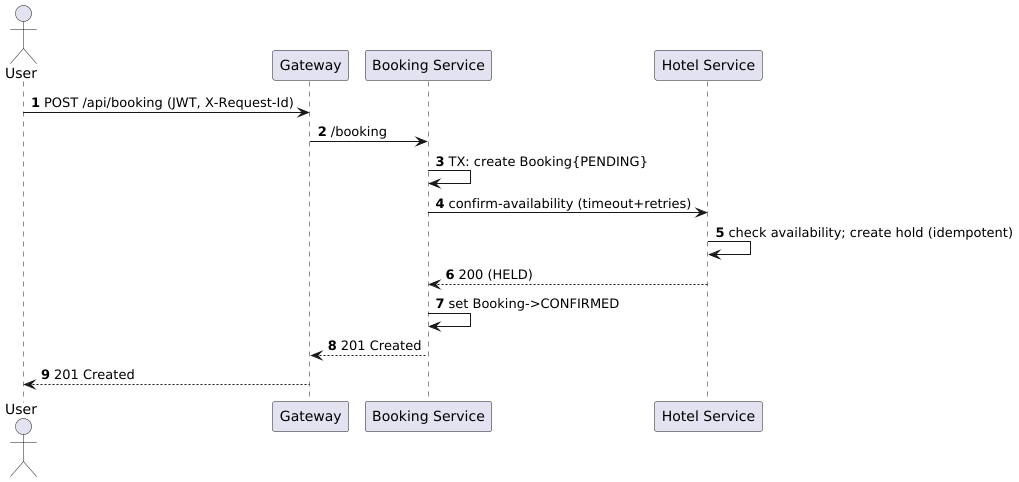 User
Gateway
Booking Service
Hotel Service
1 POST /api/booking (JWT, X-Request-Id)
2 /booking
3 TX: create Booking{PENDING}
4 confirm-availability (timeout+retries)
5 check availability; create hold (idempotent)
6 200 (HELD)
7 set Booking->CONFIRMED
8 201 Created
9 201 Created
User
Gateway
Booking Service
Hotel Service